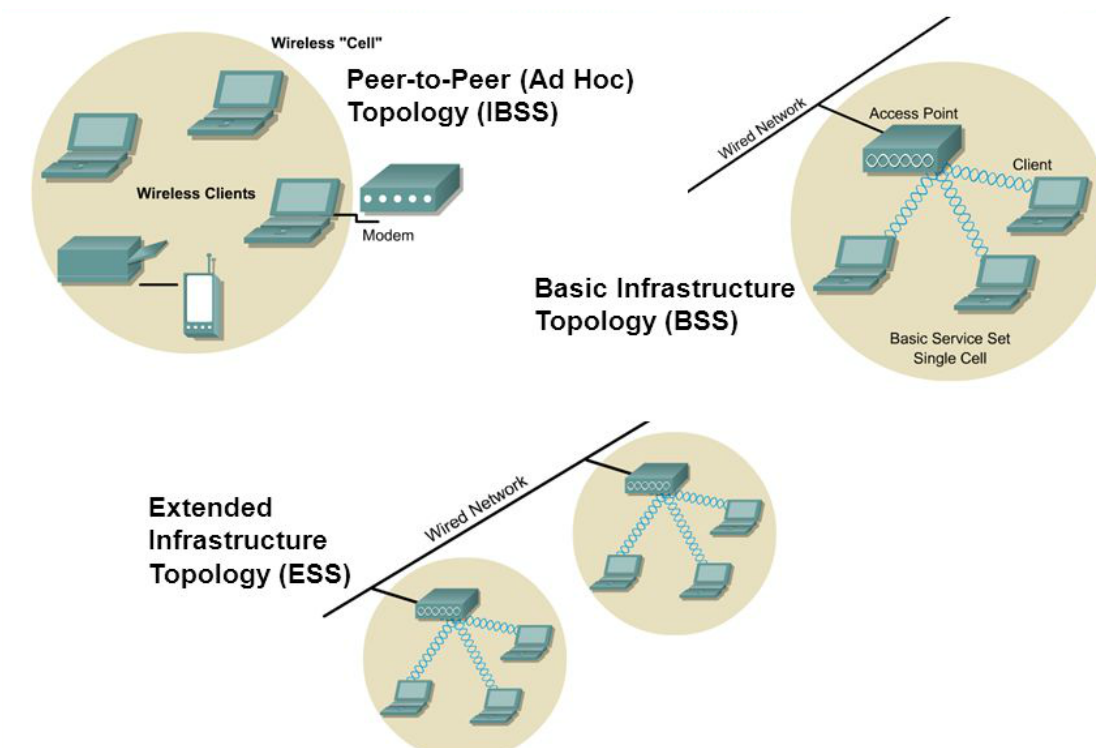 Wireless "Cell"
Peer-to-Peer (Ad Hoc)
Topology (IBSS)
Wireless Clients
Modem
Wired Network
Access Point
Client
Basic Infrastructure
Topology (BSS)
Basic Service Set
Single Cell
Extended
Infrastructure
Topology (ESS)
Wired Network